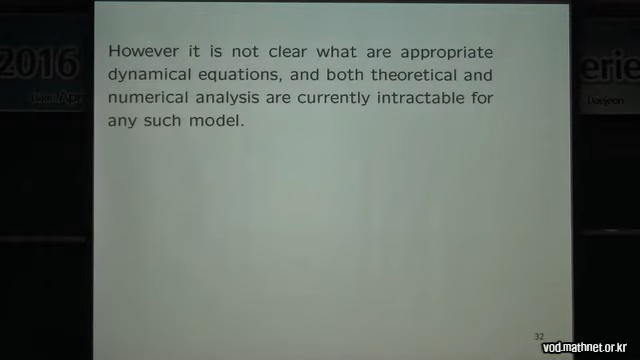 However it is not clear what are appropriate
dynamical equations, and both theoretical and
numerical analysis are currently intractable for
any such model.
2016
erie
Daejeon
32
vod.mathnet.or.kr